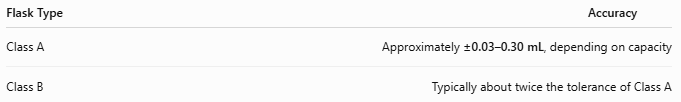 Flask Type Accuracy
Class A Approximately ±0.03–0.30 mL, depending on capacity
Class B Typically about twice the tolerance of Class A